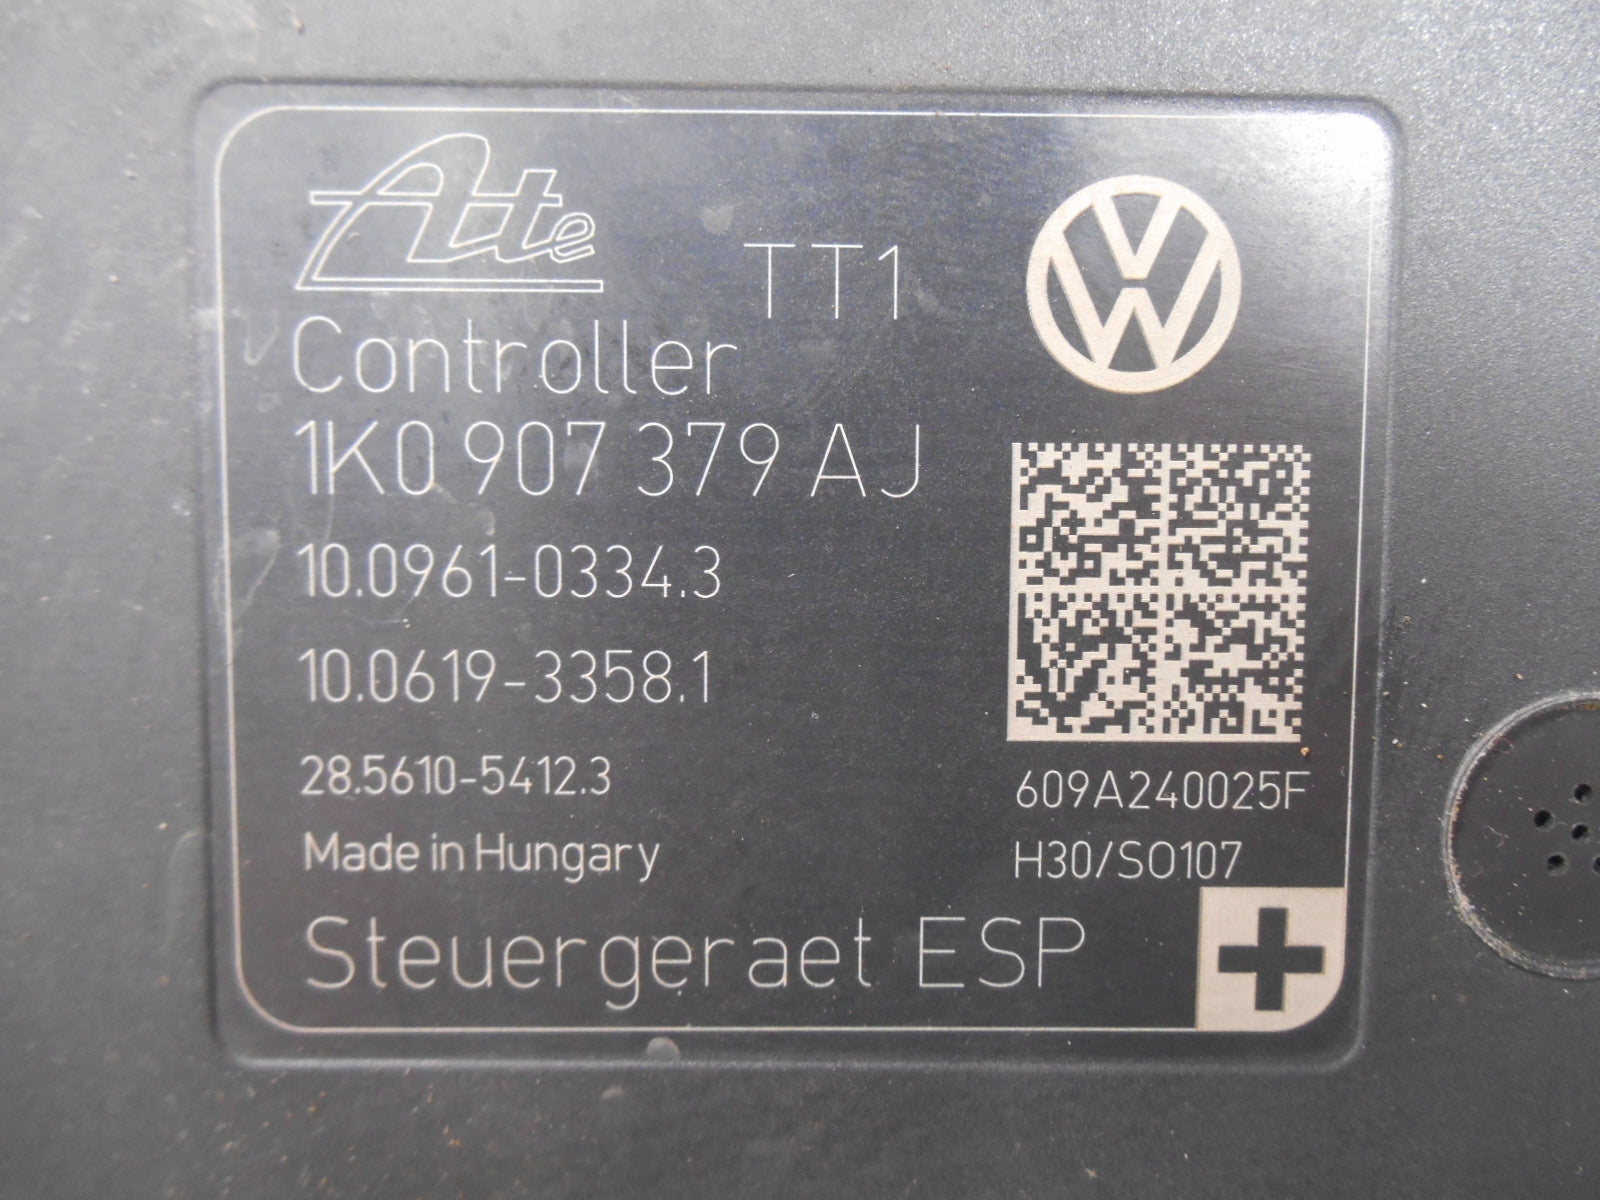 Ate
TT1
Controller
1K0 907 379 AJ
10.0961-0334.3
10.0619-3358.1
28.5610-5412.3
609A240025F
Made in Hungary
H30/SO107
Steuergeraet ESP